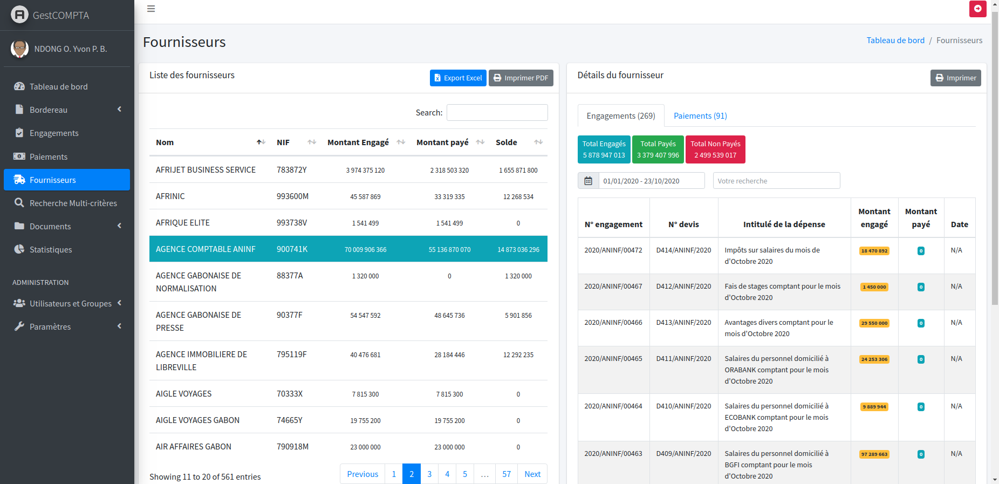 GestCOMPTA
NDONG O. Yvon P. B.
Tableau de bord
Bordereau
Engagements
Paiements
Fournisseurs
Recherche Multi-critères
Documents
Statistiques
ADMINISTRATION
Utilisateurs et Groupes
Paramètres
Fournisseurs
Tableau de bord / Fournisseurs
Liste des fournisseurs
Export Excel
Imprimer PDF
Search:
Nom NIF Montant Engagé Montant payé Solde
AFRIJET BUSINESS SERVICE 783872Y 3 974 375 120 2 318 503 320 1 655 871 800
AFRINIC 993600M 45 587 869 33 319 335 12 268 534
AFRIQUE ELITE 993738V 1 541 499 1 541 499 0
AGENCE COMPTABLE ANINF 900741K 70 009 906 366 55 136 870 070 14 873 036 296
AGENCE GABONAISE DE 88377A 1 320 000 0 1 320 000
NORMALISATION
AGENCE GABONAISE DE 90377F 54 547 592 48 645 736 5 901 856
PRESSE
AGENCE IMMOBILIERE DE 795119F 40 476 681 28 184 446 12 292 235
LIBREVILLE
AIGLE VOYAGES 70333X 7 815 300 7 815 300 0
AIGLE VOYAGES GABON 74665Y 19 755 200 19 755 200 0
AIR AFFAIRES GABON 790918M 23 000 000 23 000 000 0
Showing 11 to 20 of 561 entries
Previous 1 2 3 4 5 … 57 Next
Détails du fournisseur
Imprimer
Engagements (269) Paiements (91)
Total Engagés Total Payés Total Non Payés
5 878 947 013 3 379 407 996 2 499 539 017
01/01/2020 - 23/10/2020 Votre recherche
Montant Montant
N° engagement N° devis Intitulé de la dépense engagé payé Date
2020/ANINF/00472 D414/ANINF/2020 Impôts sur salaires du mois de 18 470 892 0 N/A
d'Octobre 2020
2020/ANINF/00467 D412/ANINF/2020 Fais de stages comptant pour le mois 1 450 000 0 N/A
d'Octobre 2020
2020/ANINF/00466 D413/ANINF/2020 Avantages divers comptant pour le 29 550 000 0 N/A
mois d'Octobre 2020
2020/ANINF/00465 D411/ANINF/2020 Salaires du personnel domicilié à 24 253 306 0 N/A
ORABANK comptant pour le mois
d'Octobre 2020
2020/ANINF/00464 D410/ANINF/2020 Salaires du personnel domicilié à 9 889 944 0 N/A
ECOBANK comptant pour le mois
d'Octobre 2020
2020/ANINF/00463 D409/ANINF/2020 Salaires du personnel domicilié à 97 289 663 0 N/A
BGFI comptant pour le mois
d'Octobre 2020